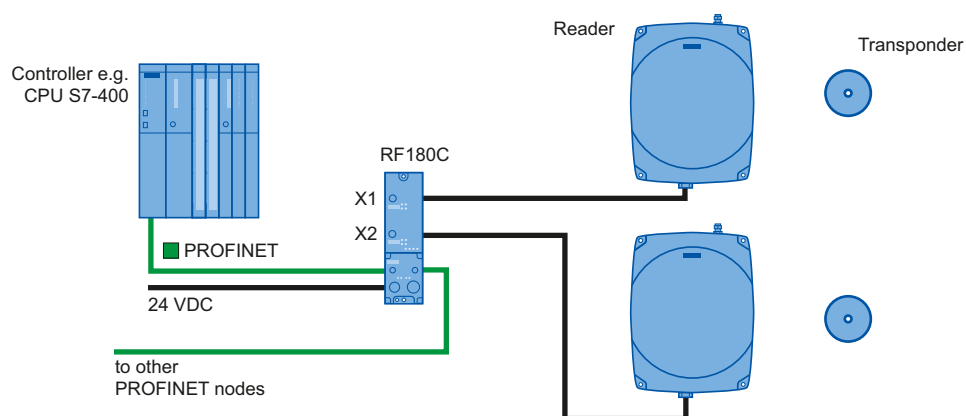 Reader
Transponder
Controller e.g.
CPU S7-400
RF180C
X1
X2
PROFINET
24 VDC
to other
PROFINET nodes